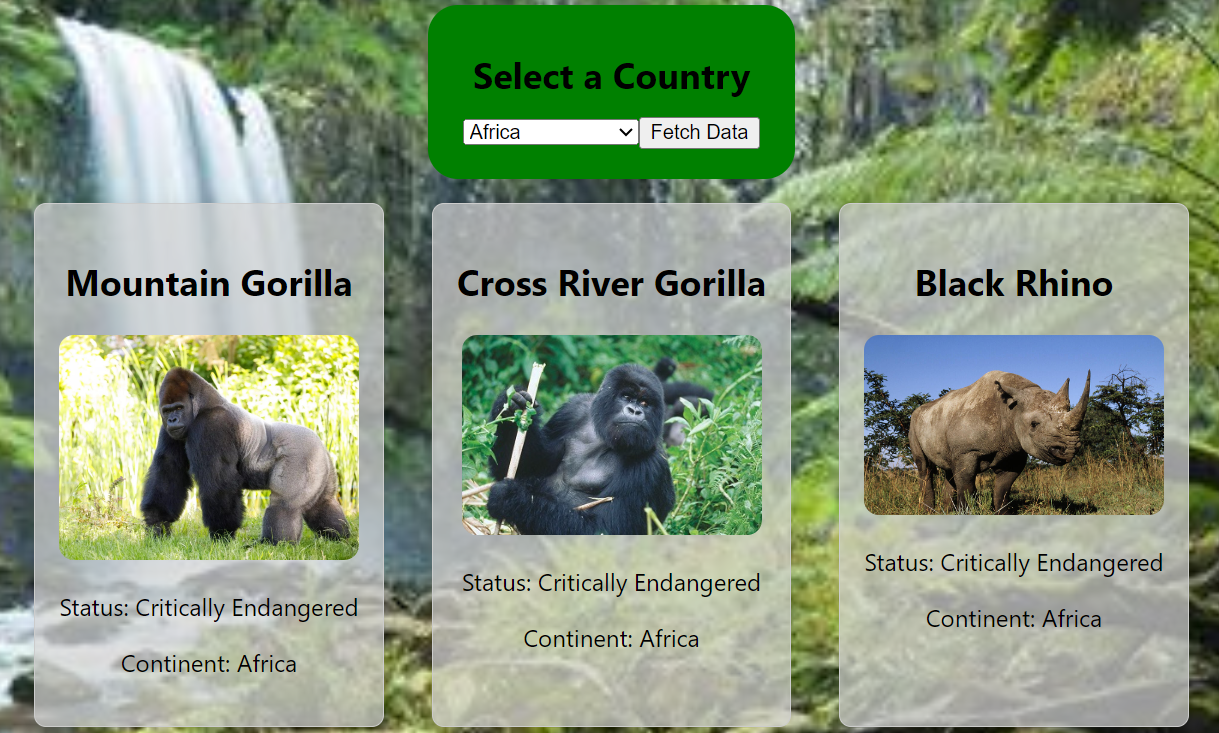 Select a Country
Africa Fetch Data
Mountain Gorilla
Status: Critically Endangered
Continent: Africa
Cross River Gorilla
Status: Critically Endangered
Continent: Africa
Black Rhino
Status: Critically Endangered
Continent: Africa